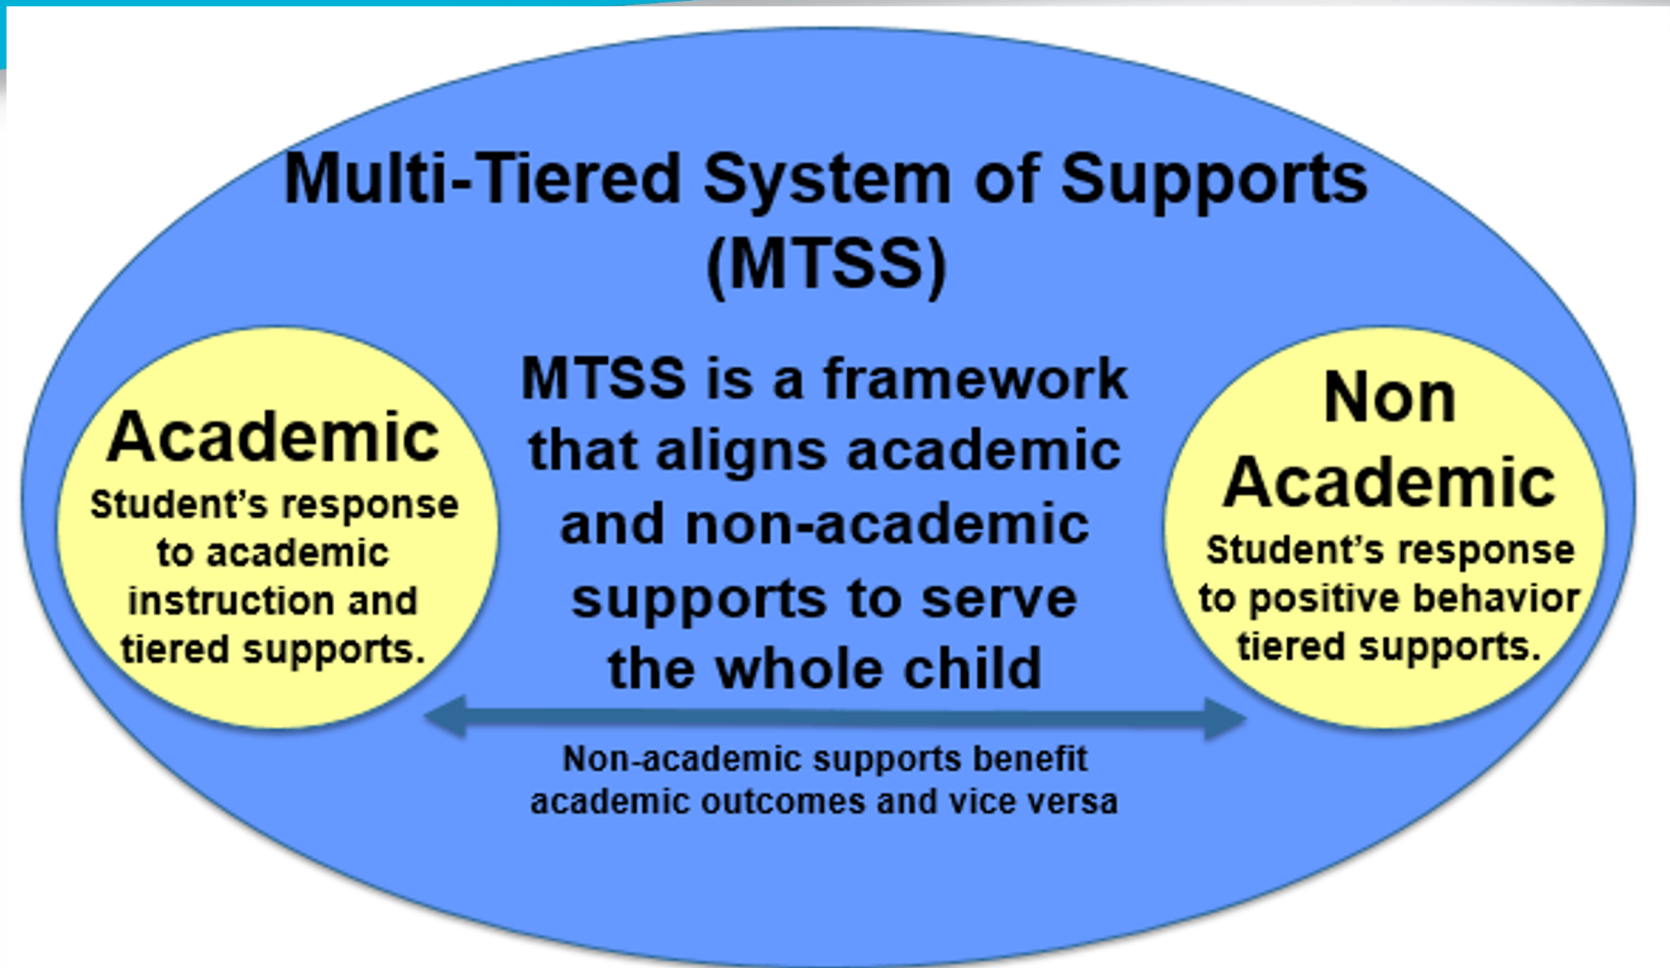 Multi-Tiered System of Supports
(MTSS)
Academic
Student’s response
to academic
instruction and
tiered supports.
MTSS is a framework
that aligns academic
and non-academic
supports to serve
the whole child
Non
Academic
Student’s response
to positive behavior
tiered supports.
Non-academic supports benefit
academic outcomes and vice versa